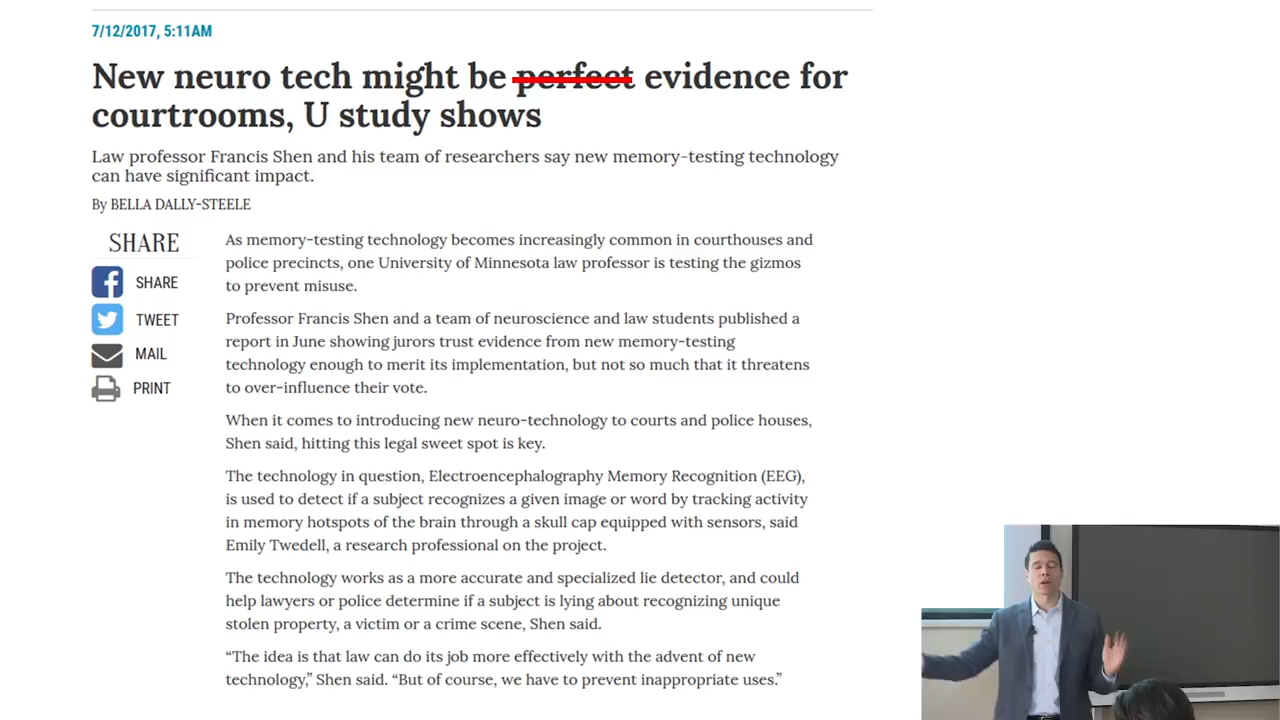 7/12/2017, 5:11AM
New neuro tech might be perfect evidence for
courtrooms, U study shows
Law professor Francis Shen and his team of researchers say new memory-testing technology
can have significant impact.
By BELLA DALLY-STEELE
SHARE
SHARE
TWEET
MAIL
PRINT
As memory-testing technology becomes increasingly common in courthouses and
police precincts, one University of Minnesota law professor is testing the gizmos
to prevent misuse.
Professor Francis Shen and a team of neuroscience and law students published a
report in June showing jurors trust evidence from new memory-testing
technology enough to merit its implementation, but not so much that it threatens
to over-influence their vote.
When it comes to introducing new neuro-technology to courts and police houses,
Shen said, hitting this legal sweet spot is key.
The technology in question, Electroencephalography Memory Recognition (EEG),
is used to detect if a subject recognizes a given image or word by tracking activity
in memory hotspots of the brain through a skull cap equipped with sensors, said
Emily Twedell, a research professional on the project.
The technology works as a more accurate and specialized lie detector, and could
help lawyers or police determine if a subject is lying about recognizing unique
stolen property, a victim or a crime scene, Shen said.
“The idea is that law can do its job more effectively with the advent of new
technology,” Shen said. “But of course, we have to prevent inappropriate uses.”